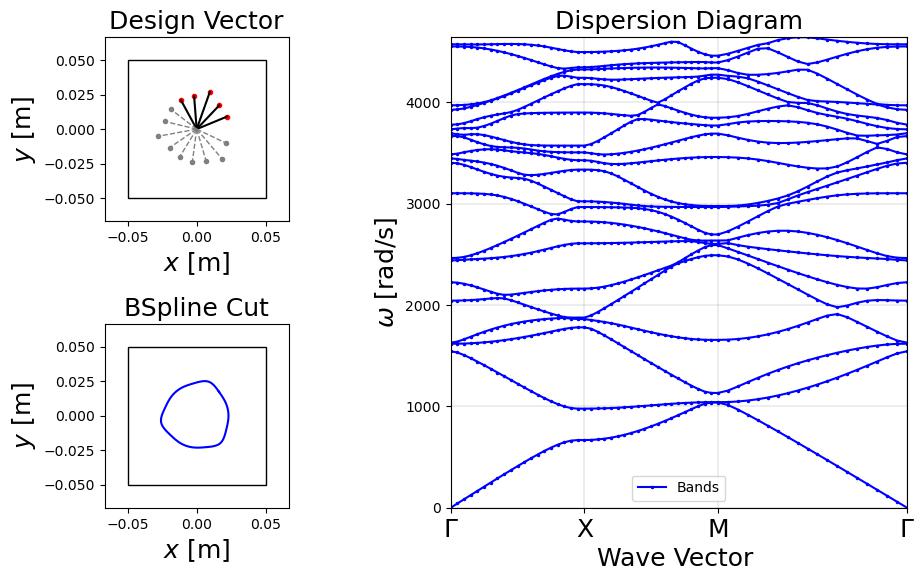 Design Vector
0.050
0.025
0.000
−0.025
−0.050
y [m]
−0.05
0.00
0.05
x [m]
BSpline Cut
0.050
0.025
0.000
−0.025
−0.050
y [m]
−0.05
0.00
0.05
x [m]
Dispersion Diagram
4000
3000
2000
1000
0
ω [rad/s]
Bands
Γ
X
M
Γ
Wave Vector